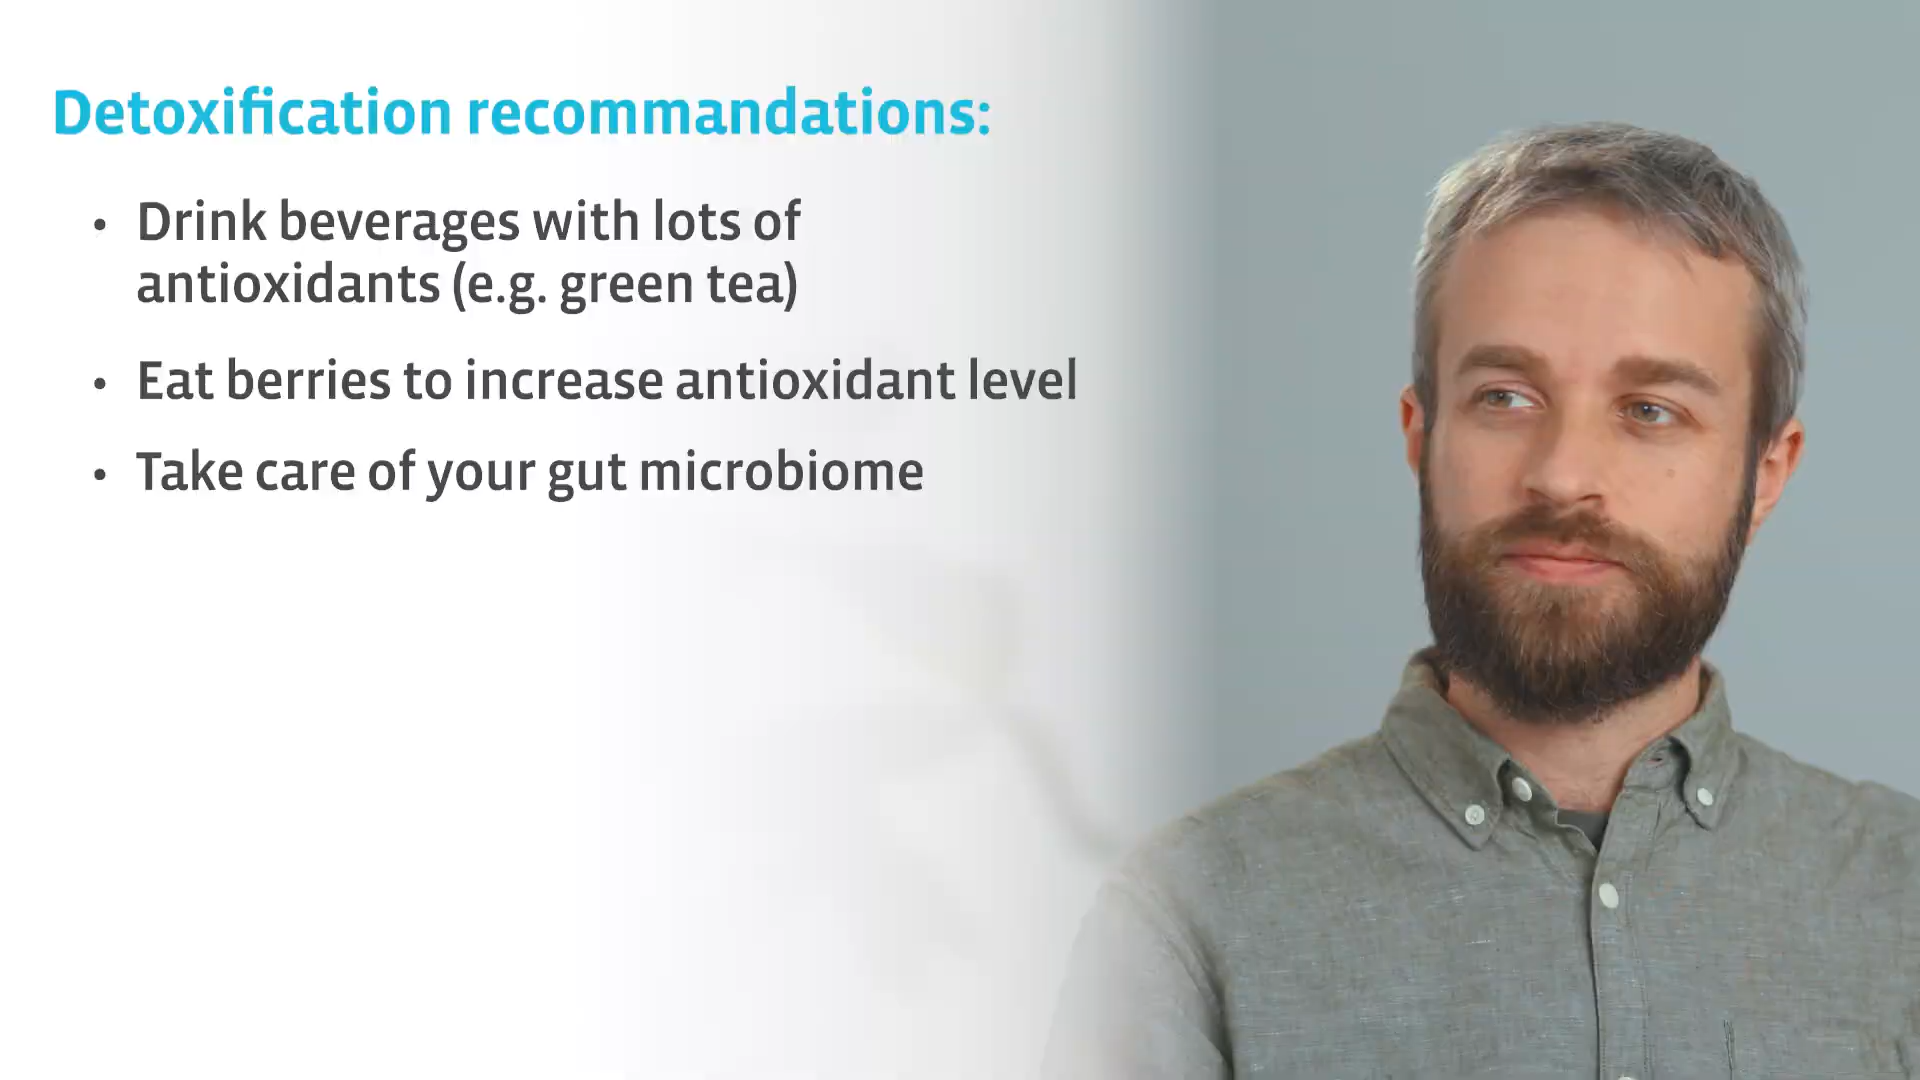 Detoxification recommandations:
• Drink beverages with lots of
antioxidants (e.g. green tea)
• Eat berries to increase antioxidant level
• Take care of your gut microbiome